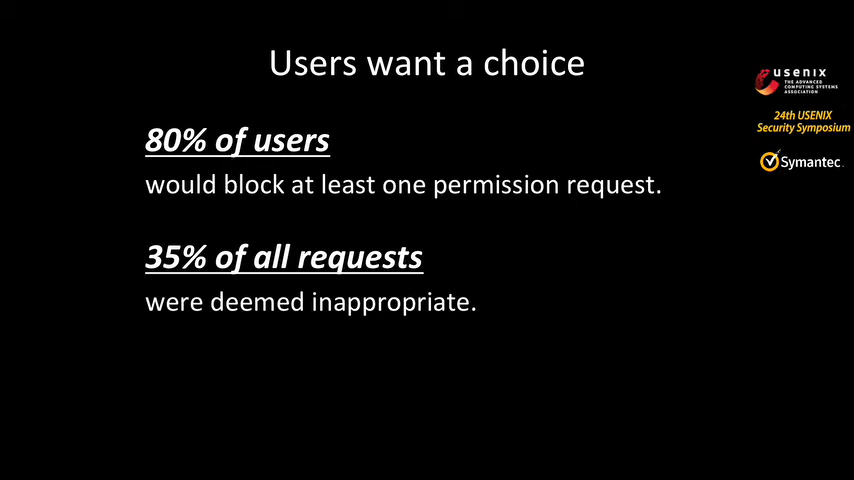 Users want a choice
80% of users
would block at least one permission request.
35% of all requests
were deemed inappropriate.
usenix
THE ADVANCED
COMPUTING SYSTEMS
ASSOCIATION
24th USENIX
Security Symposium
Symantec.